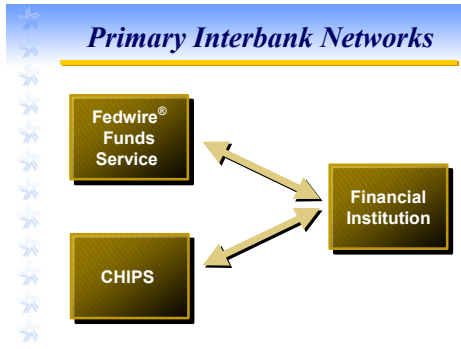 Primary Interbank Networks
Fedwire®
Funds
Service
Financial
Institution
CHIPS